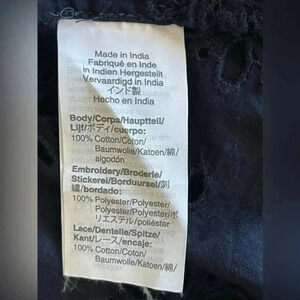 Made in India
Fabriqué en Inde
In Indien Hergestellt
Vervaardigd in India
インド製
Hecho en India
Body/Corps/Hauptteil/
Lijf/ボディ/cuerpo:
100% Cotton/Coton/
Baumwolle/Katoen/綿/
algodón
Embroidery/Broderie/
Stickerei/Borduursel/刺
繍/bordado:
100% Polyester/Polyester/
Polyester/Polyester/ポ
リエステル/poliéster
Lace/Dentelle/Spitze/
Kant/レース/encaje:
100% Cotton/Coton/
Baumwolle/Katoen/綿/